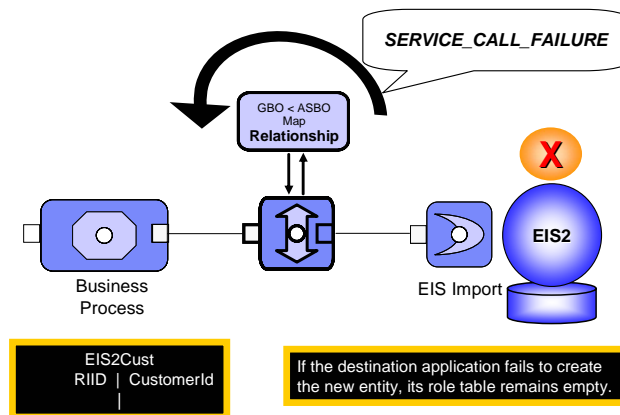 SERVICE_CALL_FAILURE
GBO < ASBO
Map
Relationship
X
EIS2
Business
Process
EIS Import
EIS2Cust
RIID | CustomerId
|
If the destination application fails to create
the new entity, its role table remains empty.